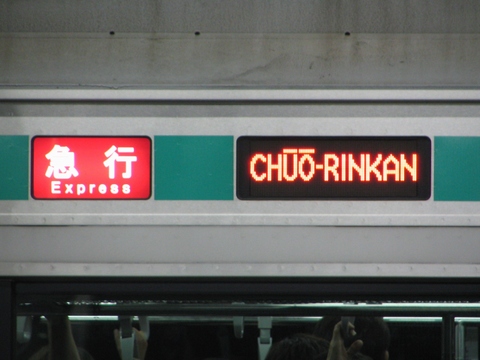 急行
Express
CHŪŌ-RINKAN